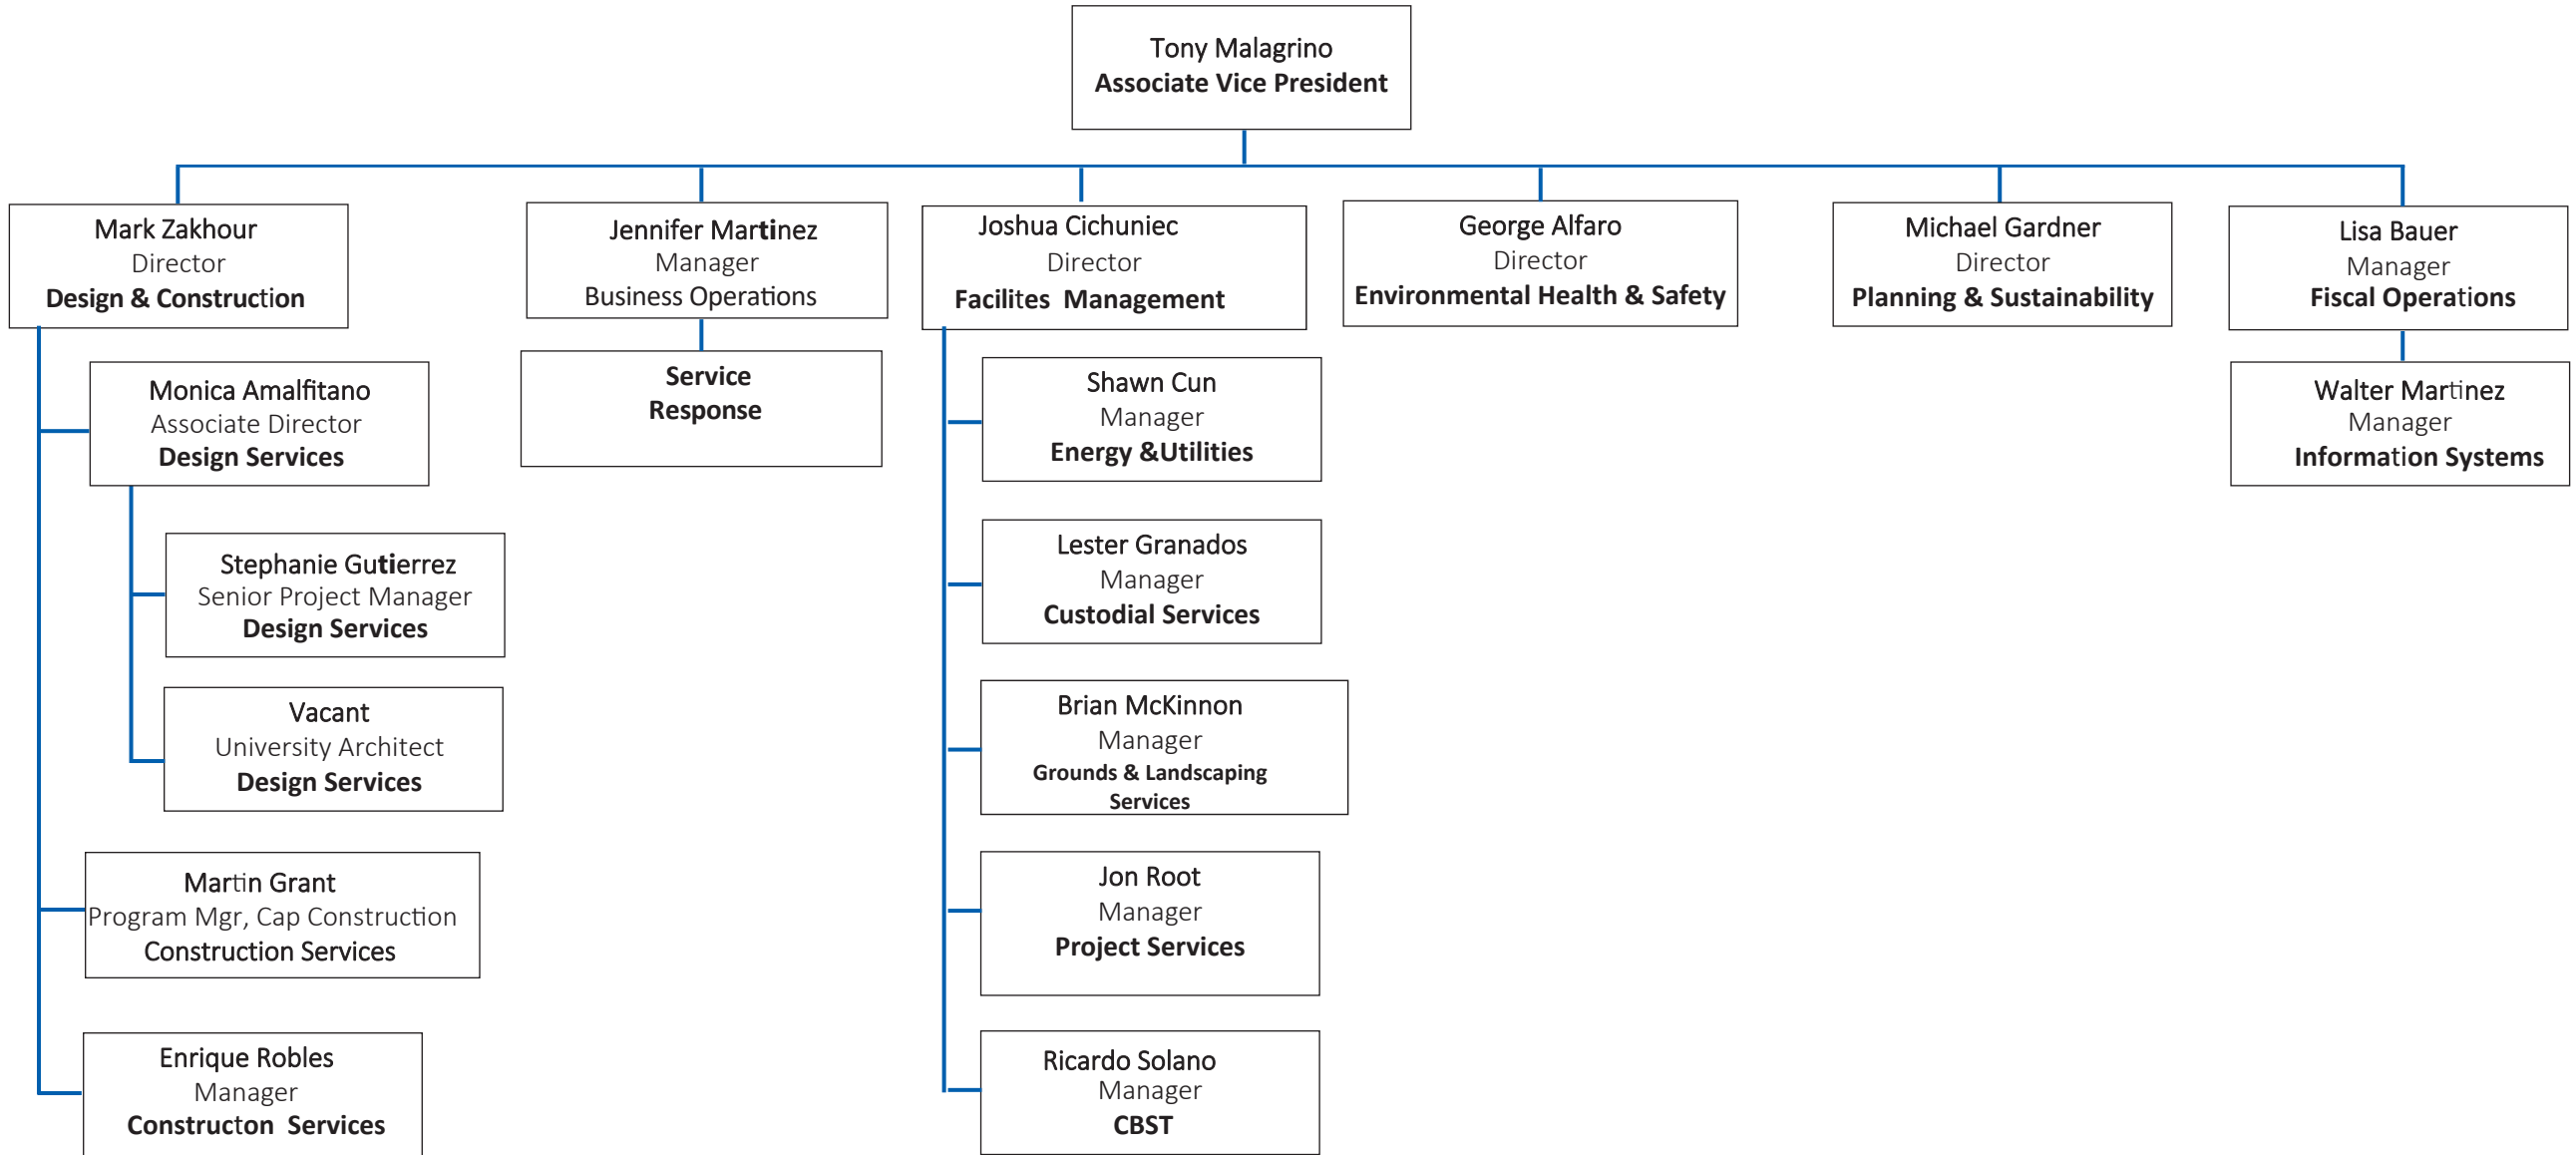 Tony Malagrino
Associate Vice President
Mark Zakhour
Director
Design & Construction
Jennifer Martinez
Manager
Business Operations
Joshua Cichuniec
Director
Facilites Management
George Alfaro
Director
Environmental Health & Safety
Michael Gardner
Director
Planning & Sustainability
Lisa Bauer
Manager
Fiscal Operations
Monica Amalfitano
Associate Director
Design Services
Stephanie Gutierrez
Senior Project Manager
Design Services
Vacant
University Architect
Design Services
Martin Grant
Program Mgr, Cap Construction
Construction Services
Enrique Robles
Manager
Constructon Services
Service
Response
Shawn Cun
Manager
Energy &Utilities
Lester Granados
Manager
Custodial Services
Brian McKinnon
Manager
Grounds & Landscaping
Services
Jon Root
Manager
Project Services
Ricardo Solano
Manager
CBST
Walter Martinez
Manager
Information Systems